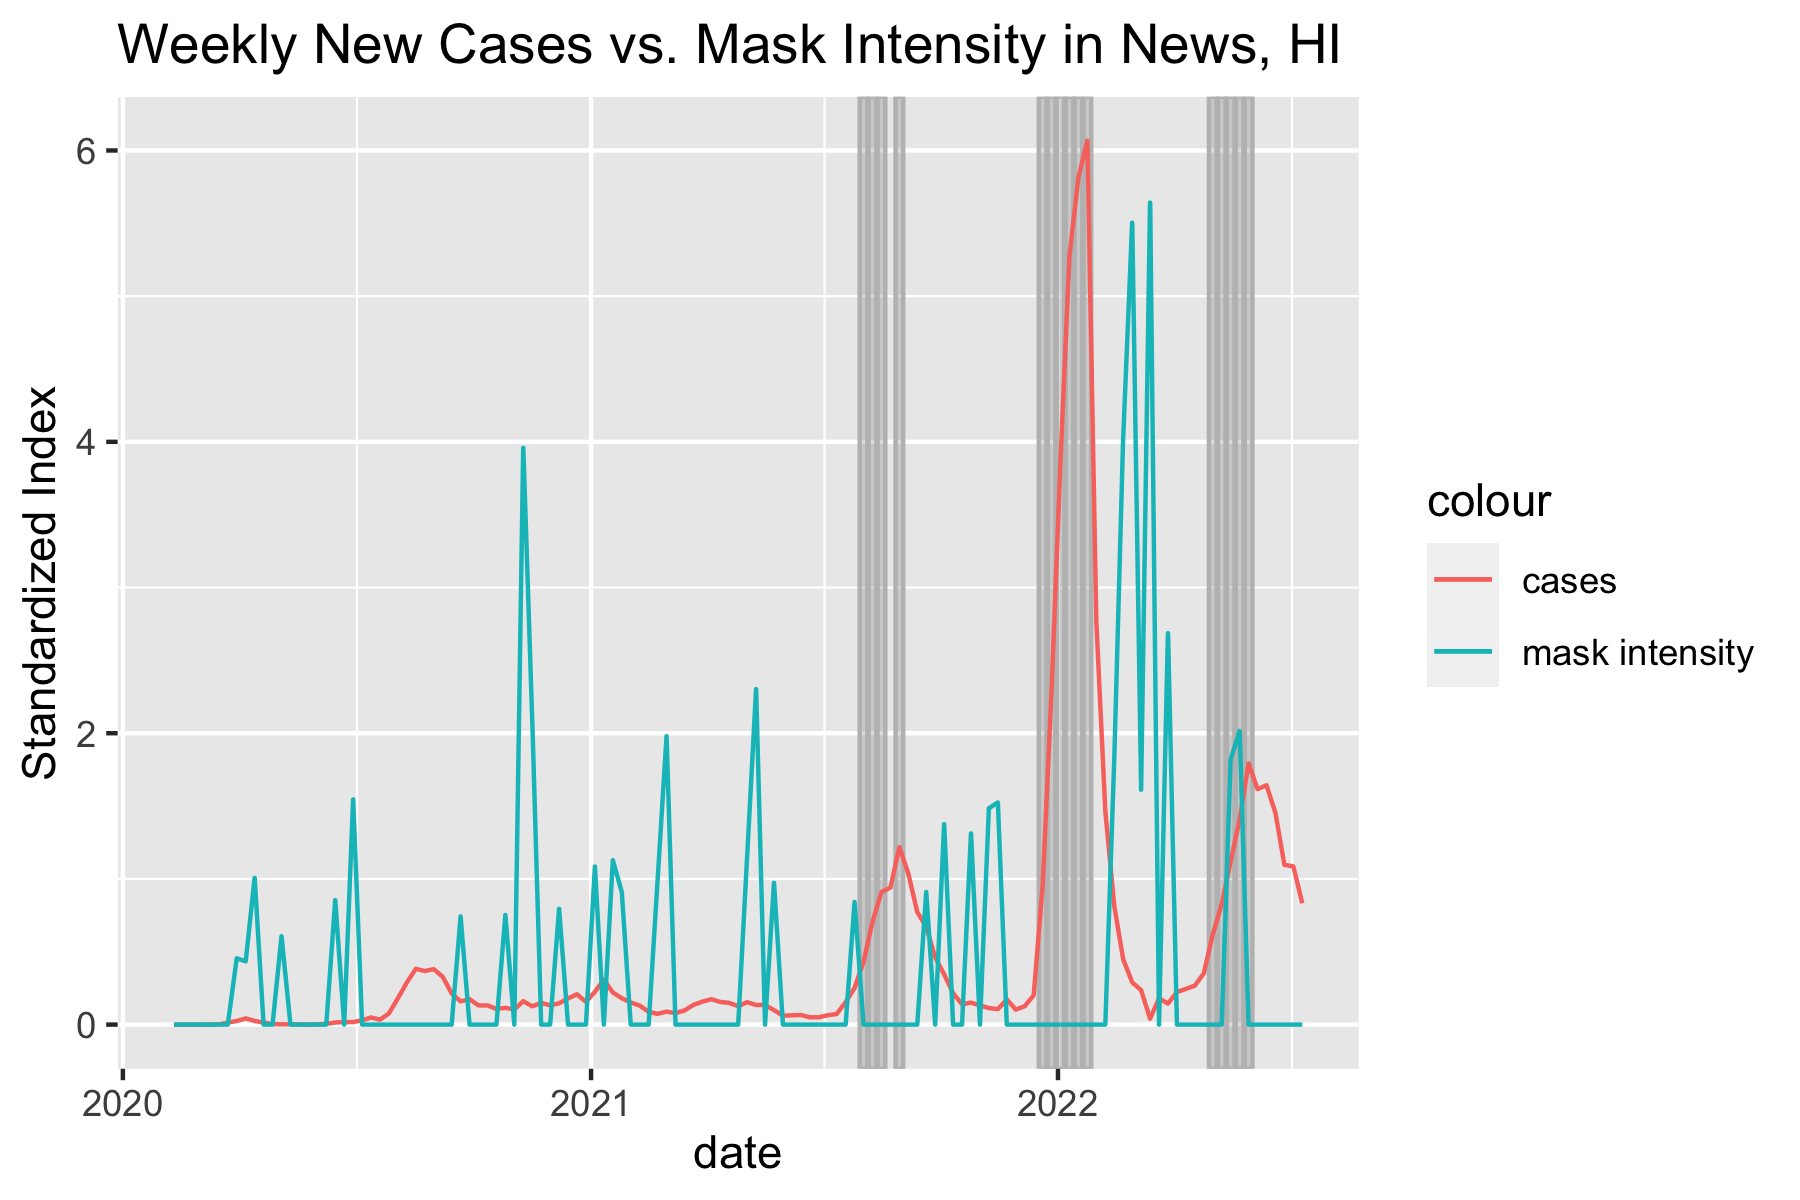 Weekly New Cases vs. Mask Intensity in News, HI
Standardized Index
6
4
2
0
2020
2021
2022
date
colour
cases
mask intensity